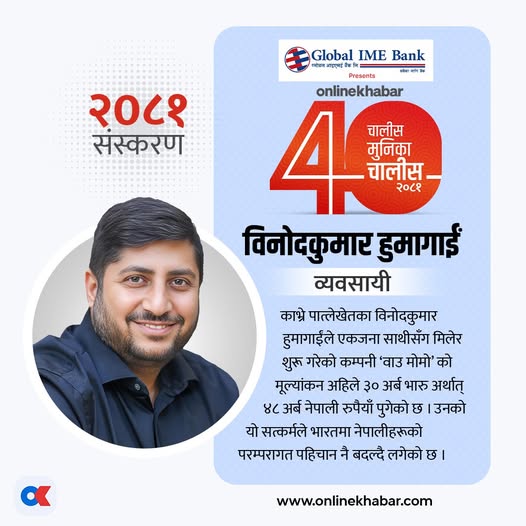 Global IME Bank
ग्लोबल आइएमई बैंक लि.
Presents
onlinekhabar
२०८१
संस्करण
40
चालीस
मुनिका
चालीस
२०८१
विनोदकुमार हुमागाईं
व्यवसायी
काभ्रे पात्लेखेतका विनोदकुमार
हुमागाईंले एकजना साथीसँग मिलेर
शुरू गरेको कम्पनी ‘वाउ मोमो’ को
मूल्यांकन अहिले ३० अर्ब भारु अर्थात्
४८ अर्ब नेपाली रुपैयाँ पुगेको छ । उनको
यो सत्कर्मले भारतमा नेपालीहरूको
परम्परागत पहिचान नै बदल्दै लगेको छ ।
www.onlinekhabar.com